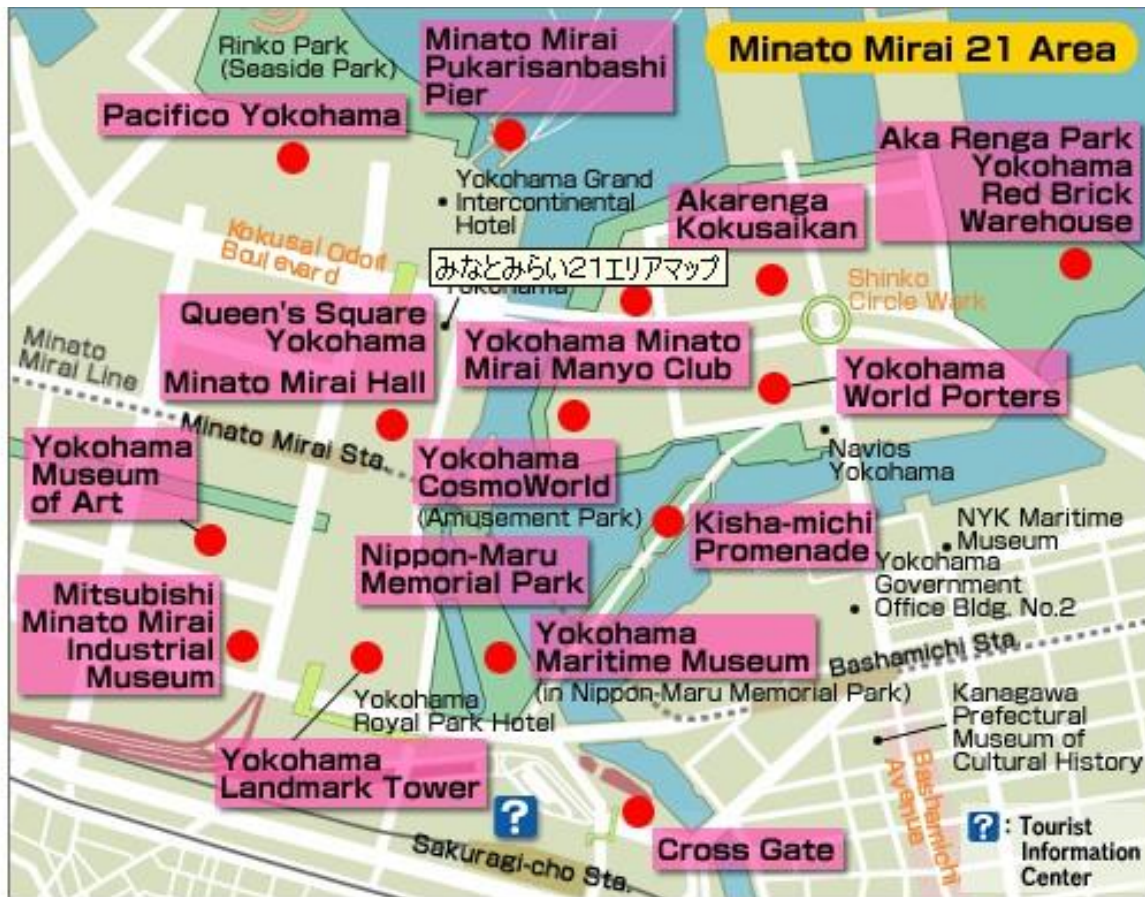 Minato Mirai 21 Area
Rinko Park
(Seaside Park)
Minato Mirai
Pukarisanbashi
Pier
Pacifico Yokohama
Aka Renga Park
Yokohama
Red Brick
Warehouse
Yokohama Grand
Intercontinental
Hotel
Akarenga
Kokusaikan
Kokusai Odori
Boulevard
みなとみらい21エリアマップ
Yokohama
Shinko
Circle Wark
Queen's Square
Yokohama
Minato Mirai Hall
Yokohama Minato
Mirai Manyo Club
Yokohama
World Porters
Minato
Mirai Line
Minato Mirai Sta.
Navios
Yokohama
Yokohama
Museum
of Art
Yokohama
CosmoWorld
(Amusement Park)
Kisha-michi
Promenade
NYK Maritime
Museum
Nippon-Maru
Memorial Park
Yokohama
Government
Office Bldg. No.2
Mitsubishi
Minato Mirai
Industrial
Museum
Yokohama
Maritime Museum
(in Nippon-Maru Memorial Park)
Bashamichi Sta.
Yokohama
Royal Park Hotel
Kanagawa
Prefectural
Museum of
Cultural History
Yokohama
Landmark Tower
Bashamichi
Avenue
?
Sakuragi-cho Sta.
Cross Gate
? : Tourist
Information
Center